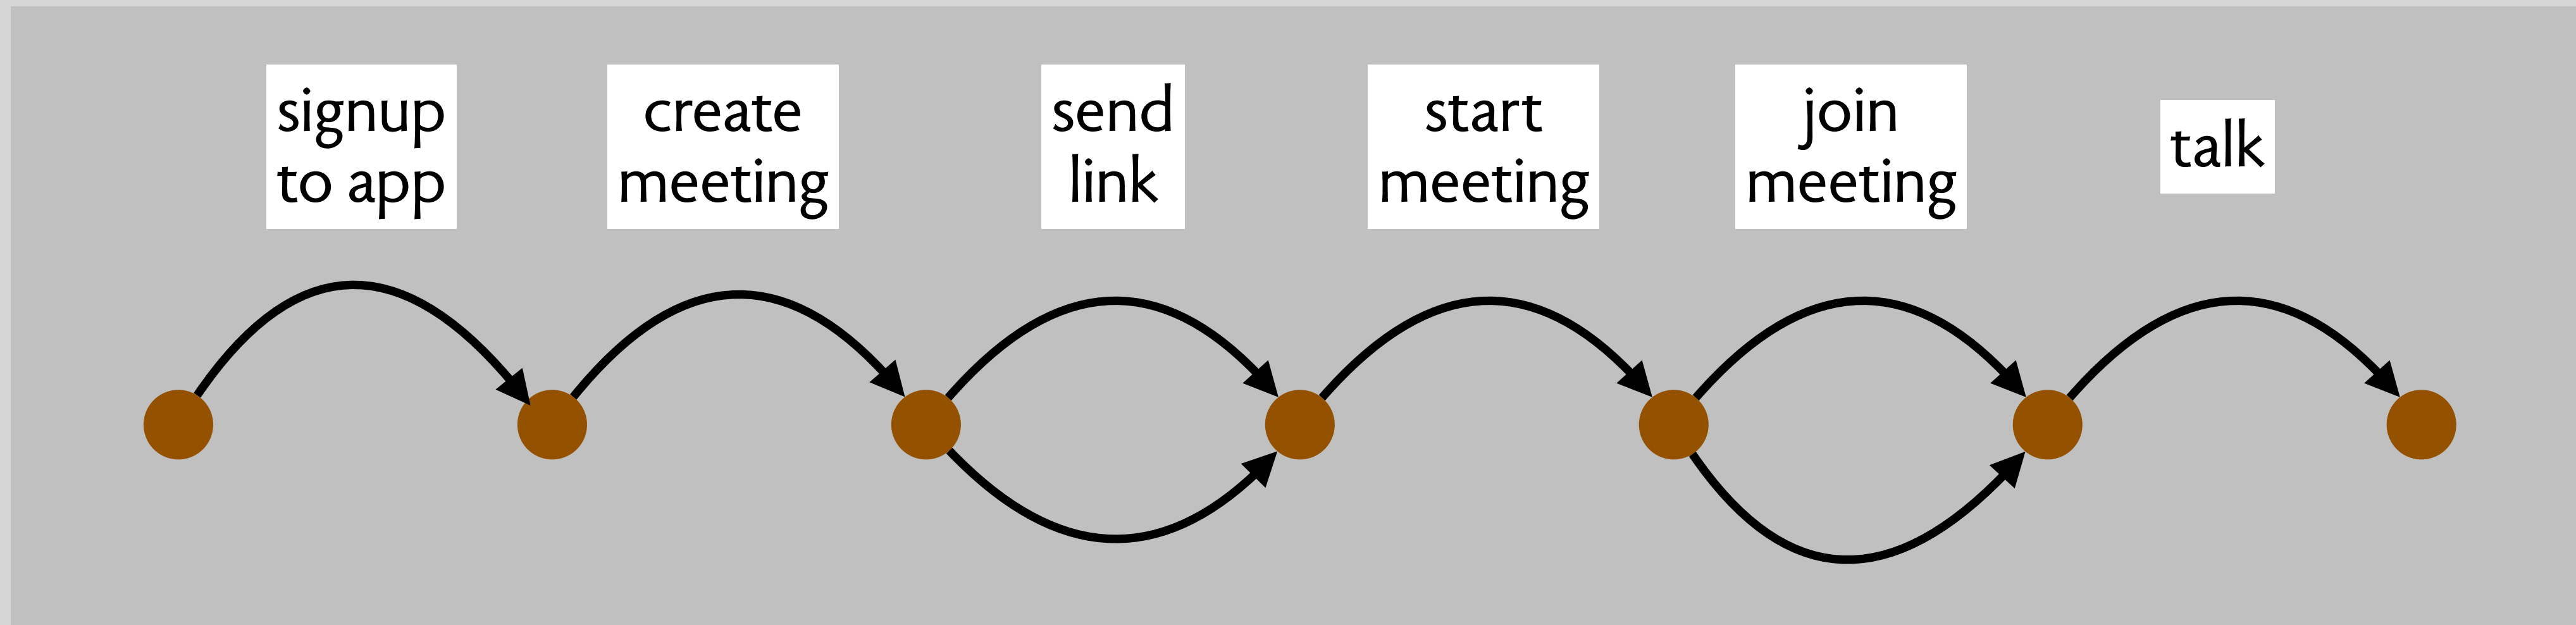 signup
to app
create
meeting
send
link
start
meeting
join
meeting
talk